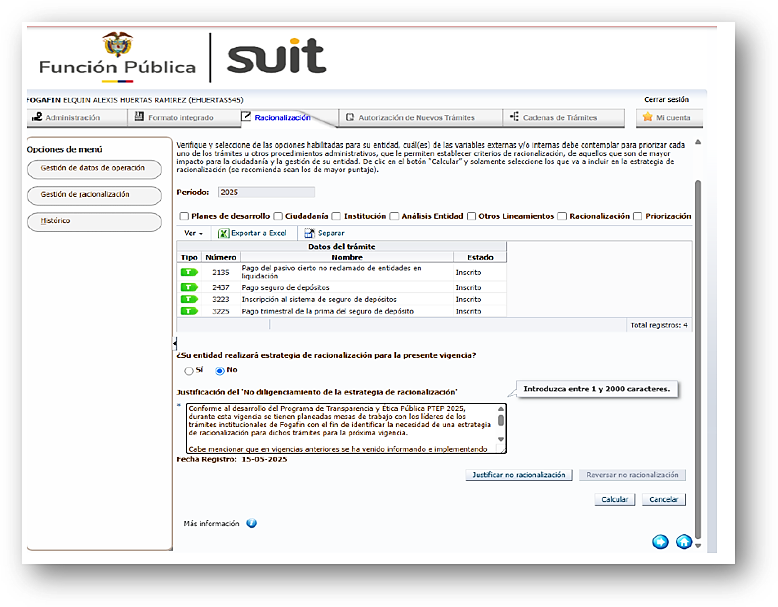 Función Pública
suit
FOGAFIN ELQUIN ALEXIS HUERTAS RAMIREZ (EHUERTAS545)
Cerrar sesión
Administración
Formato integrado
Racionalización
Autorización de Nuevos Trámites
Cadenas de Trámites
Mi cuenta
Opciones de menú
Gestión de datos de operación
Gestión de racionalización
Histórico
Verifique y seleccione de las opciones habilitadas para su entidad, cuál(es) de las variables externas y/o internas debe contemplar para priorizar cada
uno de los trámites u otros procedimientos administrativos, que le permiten establecer criterios de racionalización, de aquellos que son de mayor
impacto para la ciudadanía y la gestión de su entidad. De clic en el botón "Calcular" y solamente seleccione los que va a incluir en la estrategia de
racionalización (se recomienda sean los de mayor puntaje).
Período: 2025
Planes de desarrollo Ciudadanía Institución Análisis Entidad Otros Lineamientos Racionalización Priorización
Ver Exportar a Excel Separar
Datos del trámite
Tipo Número Nombre Estado
T 2135 Pago del pasivo cierto no reclamado de entidades en
liquidación Inscrito
T 2437 Pago seguro de depósitos Inscrito
T 3223 Inscripción al sistema de seguro de depósitos Inscrito
T 3225 Pago trimestral de la prima del seguro de depósito Inscrito
Total registros: 4
¿Su entidad realizará estrategia de racionalización para la presente vigencia?
Sí No
Justificación del 'No diligenciamiento de la estrategia de racionalización'
Introduzca entre 1 y 2000 caracteres.
* Conforme al desarrollo del Programa de Transparencia y Ética Pública PTEP 2025,
durante esta vigencia se tienen planeadas mesas de trabajo con los líderes de los
trámites institucionales de Fogafín con el fin de identificar la necesidad de una estrategia
de racionalización para dichos trámites para la próxima vigencia.
Cabe mencionar que en vigencias anteriores se ha venido informando e implementando
Fecha Registro: 15-05-2025
Justificar no racionalización
Reversar no racionalización
Calcular
Cancelar
Más información